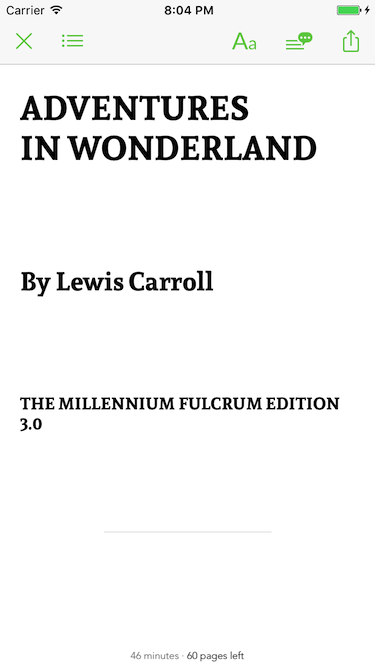 Carrier 8:04 PM
Aa
ADVENTURES
IN WONDERLAND
By Lewis Carroll
THE MILLENNIUM FULCRUM EDITION
3.0
46 minutes · 60 pages left